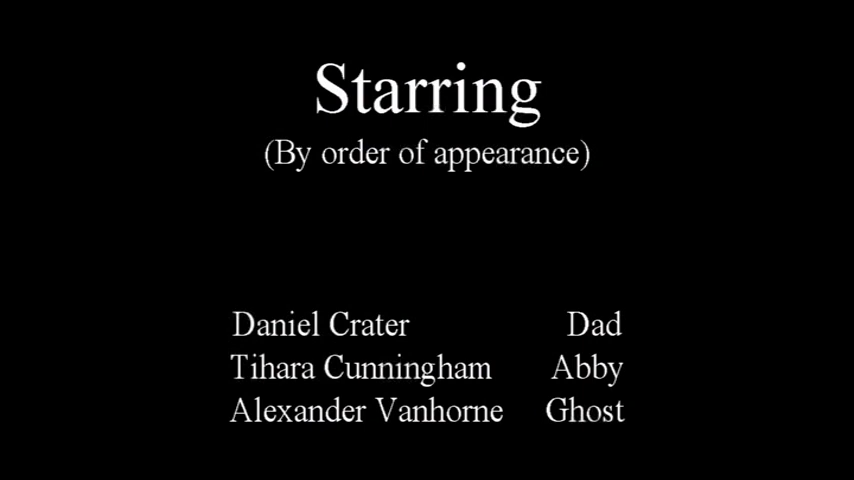 Starring
(By order of appearance)
Daniel Crater Dad
Tihara Cunningham Abby
Alexander Vanhorne Ghost